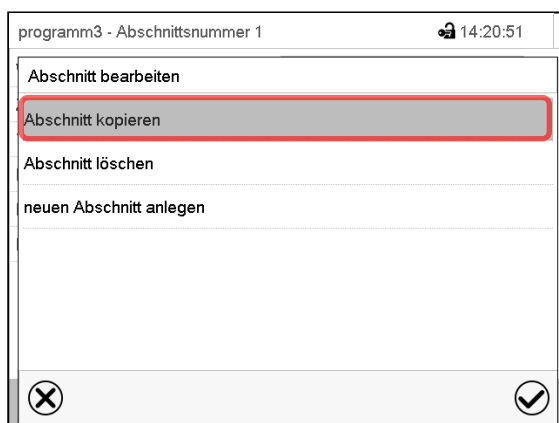 programm3 - Abschnittsnummer 1 14:20:51
Abschnitt bearbeiten
Abschnitt kopieren
Abschnitt löschen
neuen Abschnitt anlegen